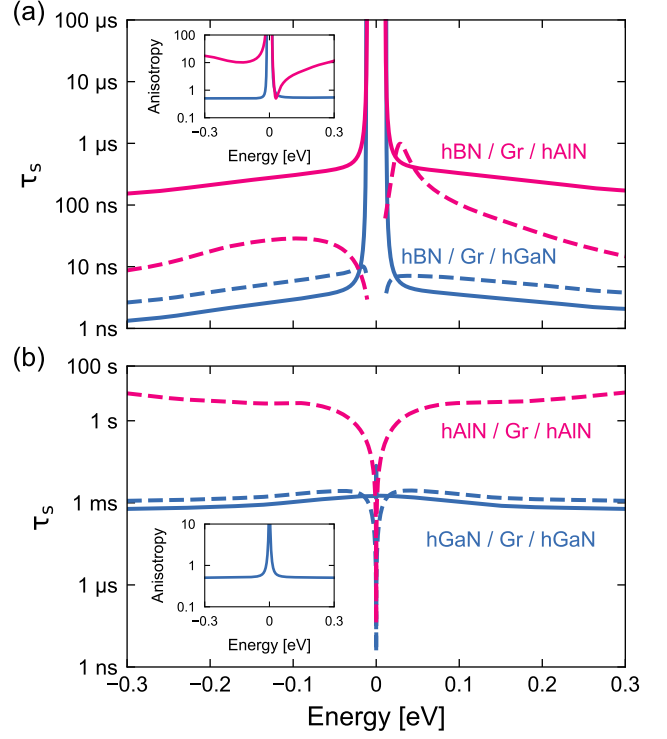 (a)
100 μs
10 μs
1 μs
100 ns
10 ns
1 ns
τs
Anisotropy
100
10
1
0.1
−0.3
0
0.3
Energy [eV]
hBN / Gr / hAlN
hBN / Gr / hGaN
(b)
100 s
1 s
1 ms
1 μs
1 ns
τs
hAlN / Gr / hAlN
hGaN / Gr / hGaN
Anisotropy
10
1
0.1
−0.3
0
0.3
Energy [eV]
−0.3
−0.2
−0.1
0
0.1
0.2
0.3
Energy [eV]